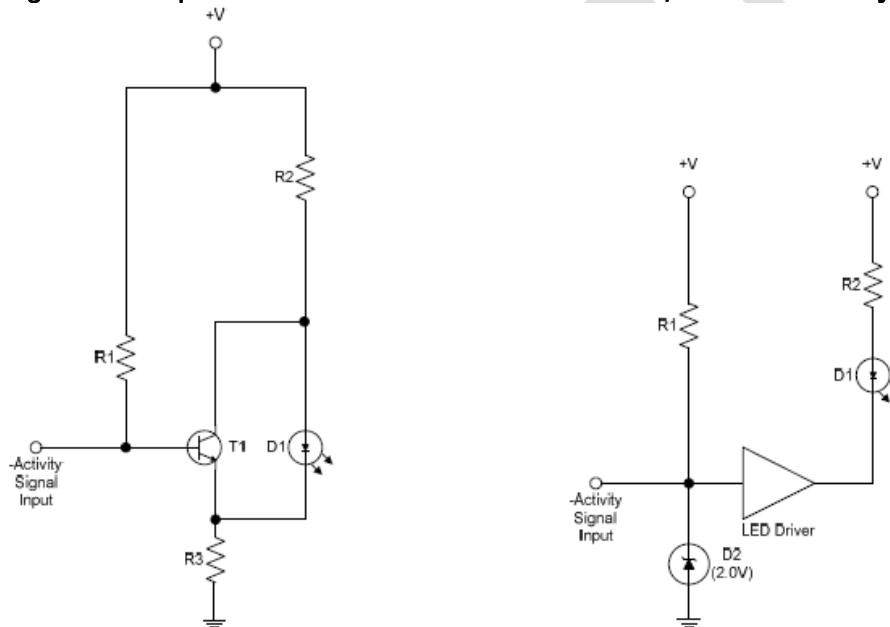 +V
R2
R1
T1
D1
-Activity
Signal
Input
R3
+V
+V
R2
R1
D1
-Activity
Signal
Input
LED Driver
D2
(2.0V)